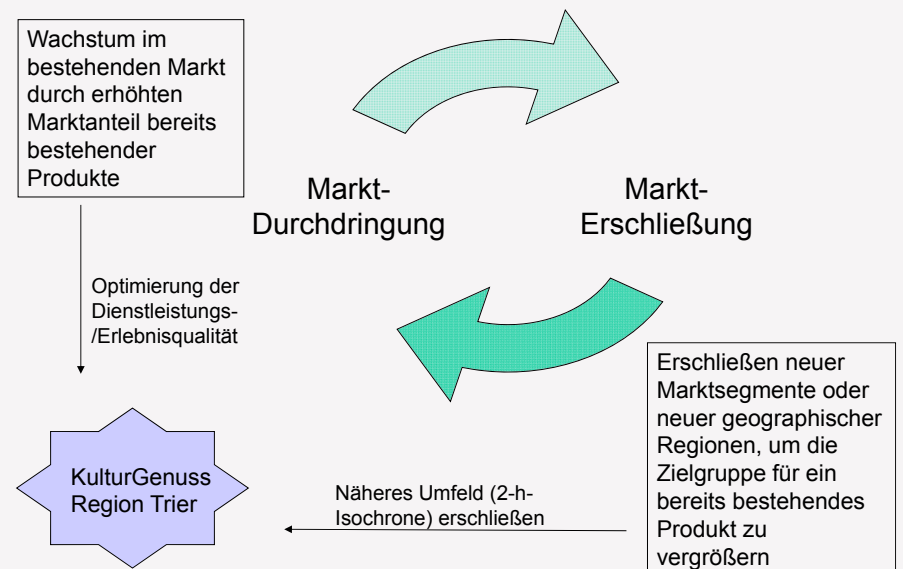 Wachstum im
bestehenden Markt
durch erhöhten
Marktanteil bereits
bestehender
Produkte
Markt-
Durchdringung
Markt-
Erschließung
Optimierung der
Dienstleistungs-
/Erlebnisqualität
KulturGenuss
Region Trier
Näheres Umfeld (2-h-
Isochrone) erschließen
Erschließen neuer
Marktsegmente oder
neuer geographischer
Regionen, um die
Zielgruppe für ein
bereits bestehendes
Produkt zu
vergrößern